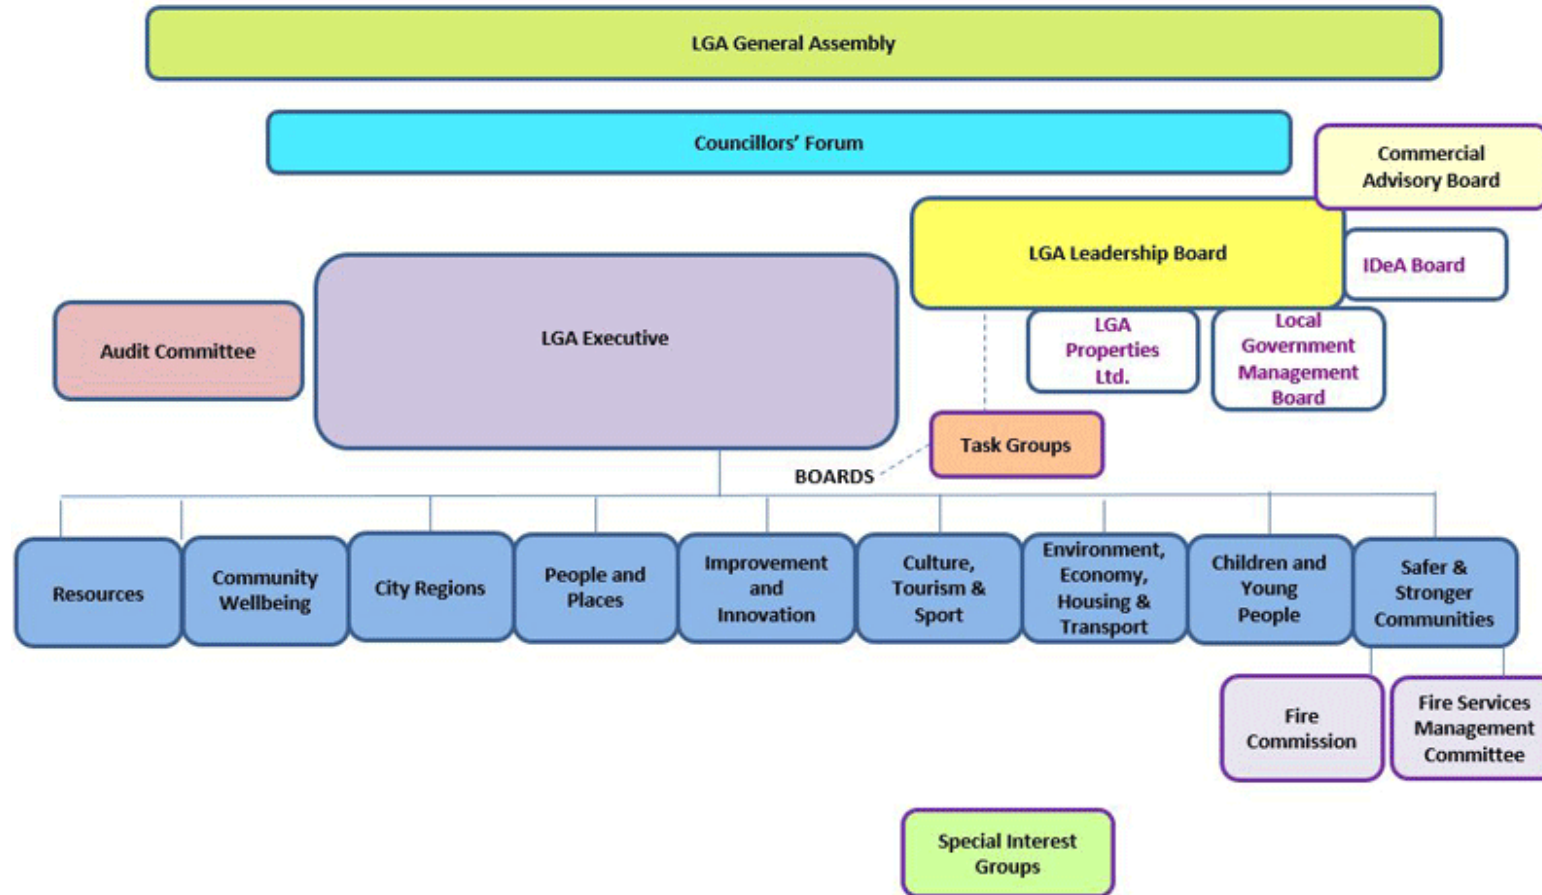 LGA General Assembly
Councillors’ Forum
Commercial
Advisory Board
LGA Leadership Board
IDeA Board
Audit Committee
LGA Executive
LGA
Properties
Ltd.
Local
Government
Management
Board
Task Groups
BOARDS
Resources
Community
Wellbeing
City Regions
People and
Places
Improvement
and
Innovation
Culture,
Tourism &
Sport
Environment,
Economy,
Housing &
Transport
Children and
Young
People
Safer &
Stronger
Communities
Fire
Commission
Fire Services
Management
Committee
Special Interest
Groups